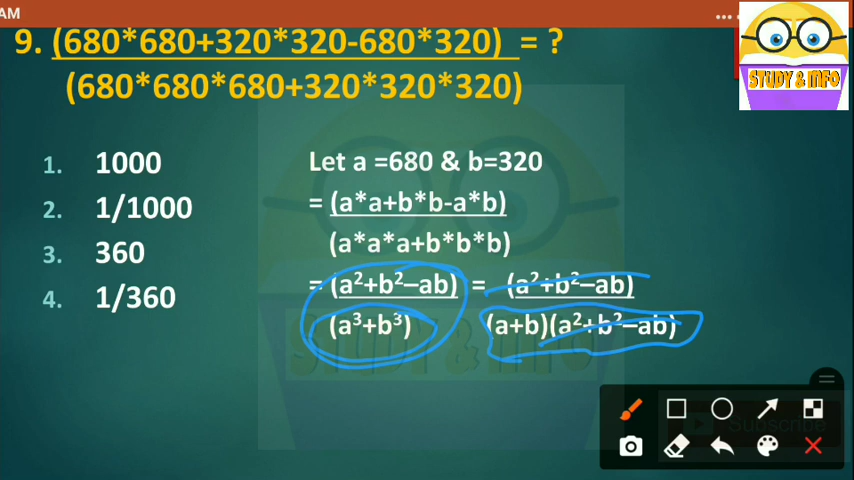 AM
9. (680*680+320*320-680*320) = ?
(680*680*680+320*320*320)
STUDY & INFO
1. 1000
2. 1/1000
3. 360
4. 1/360
Let a =680 & b=320
= (a*a+b*b-a*b)
(a*a*a+b*b*b)
= (a²+b²–ab) = (a²+b²–ab)
(a³+b³) (a+b)(a²+b²–ab)
STUDY & INFO
Subscribe